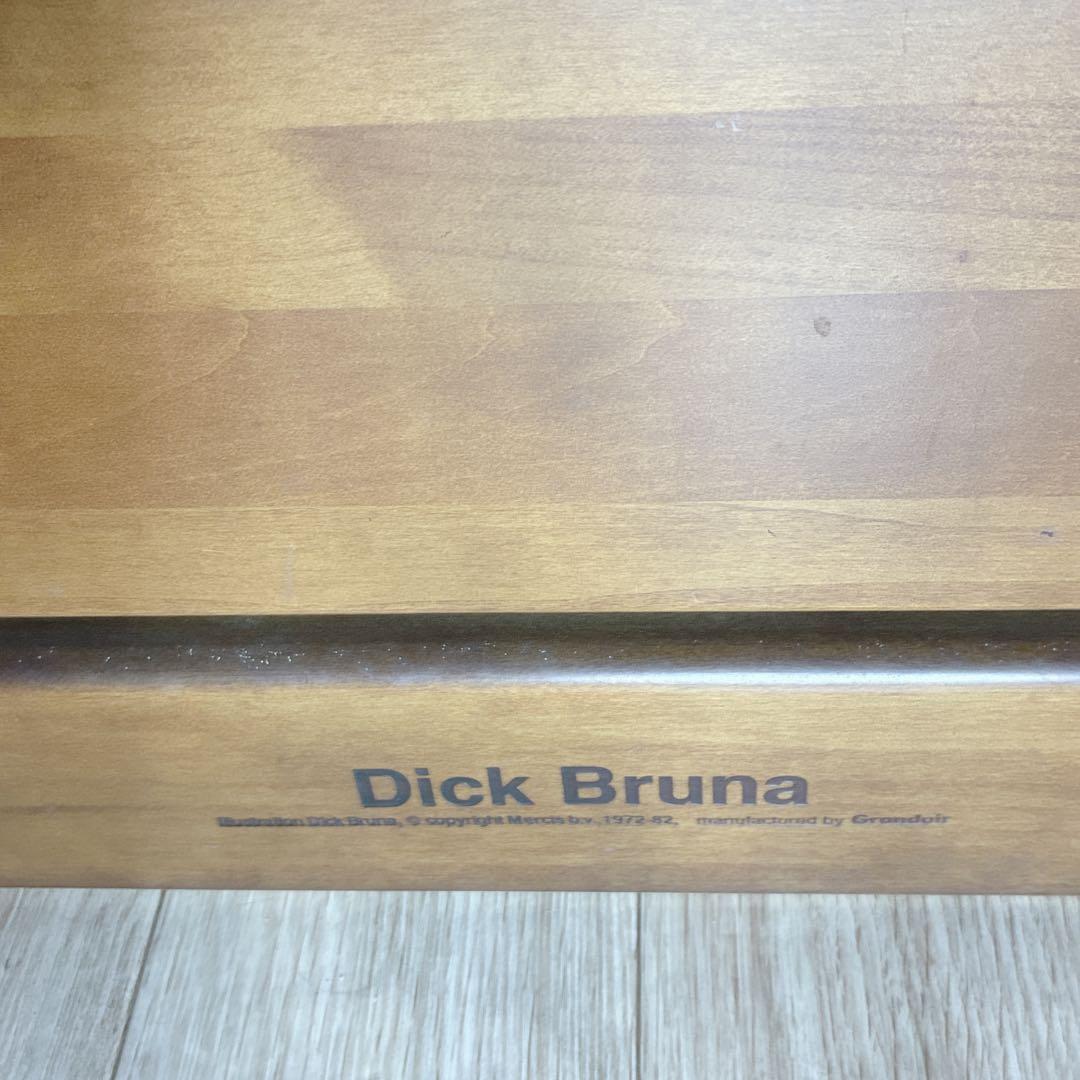 Dick Bruna
Illustration Dick Bruna, © copyright Mercis b.v., 1972-82, manufactured by Grandoir